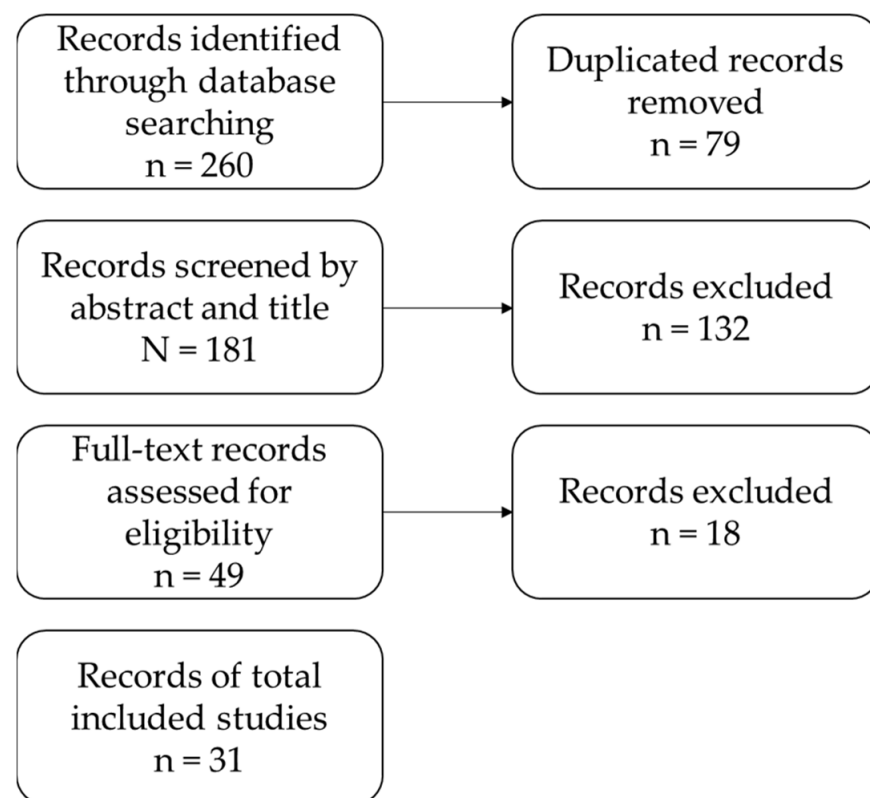 Records identified
through database
searching
n = 260
Duplicated records
removed
n = 79
Records screened by
abstract and title
N = 181
Records excluded
n = 132
Full-text records
assessed for
eligibility
n = 49
Records excluded
n = 18
Records of total
included studies
n = 31